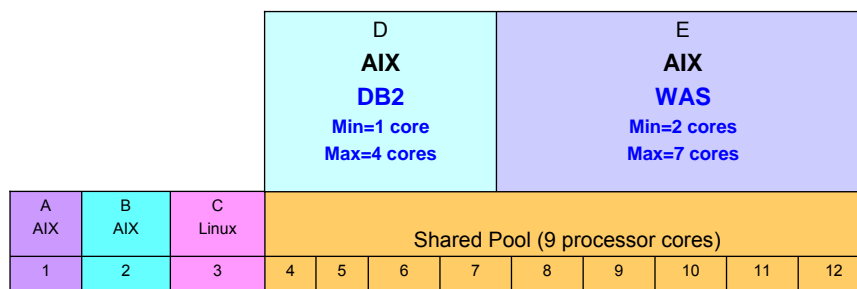 D
AIX
DB2
Min=1 core
Max=4 cores
E
AIX
WAS
Min=2 cores
Max=7 cores
A
AIX
B
AIX
C
Linux
Shared Pool (9 processor cores)
1 2 3 4 5 6 7 8 9 10 11 12